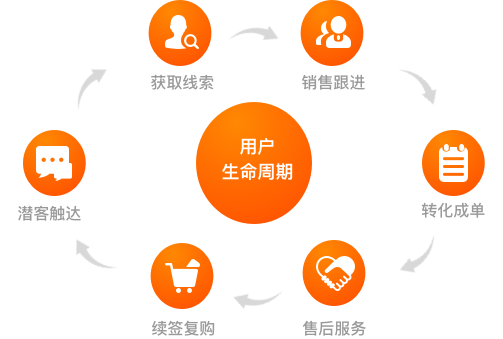 获取线索
销售跟进
用户
生命周期
潜客触达
转化成单
续签复购
售后服务